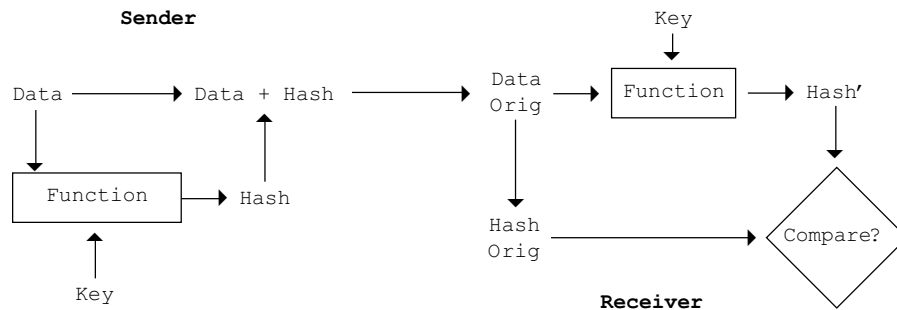 Sender
Key
Data
Data + Hash
Data
Orig
Function
Hash'
Function
Hash
Hash
Orig
Compare?
Key
Receiver